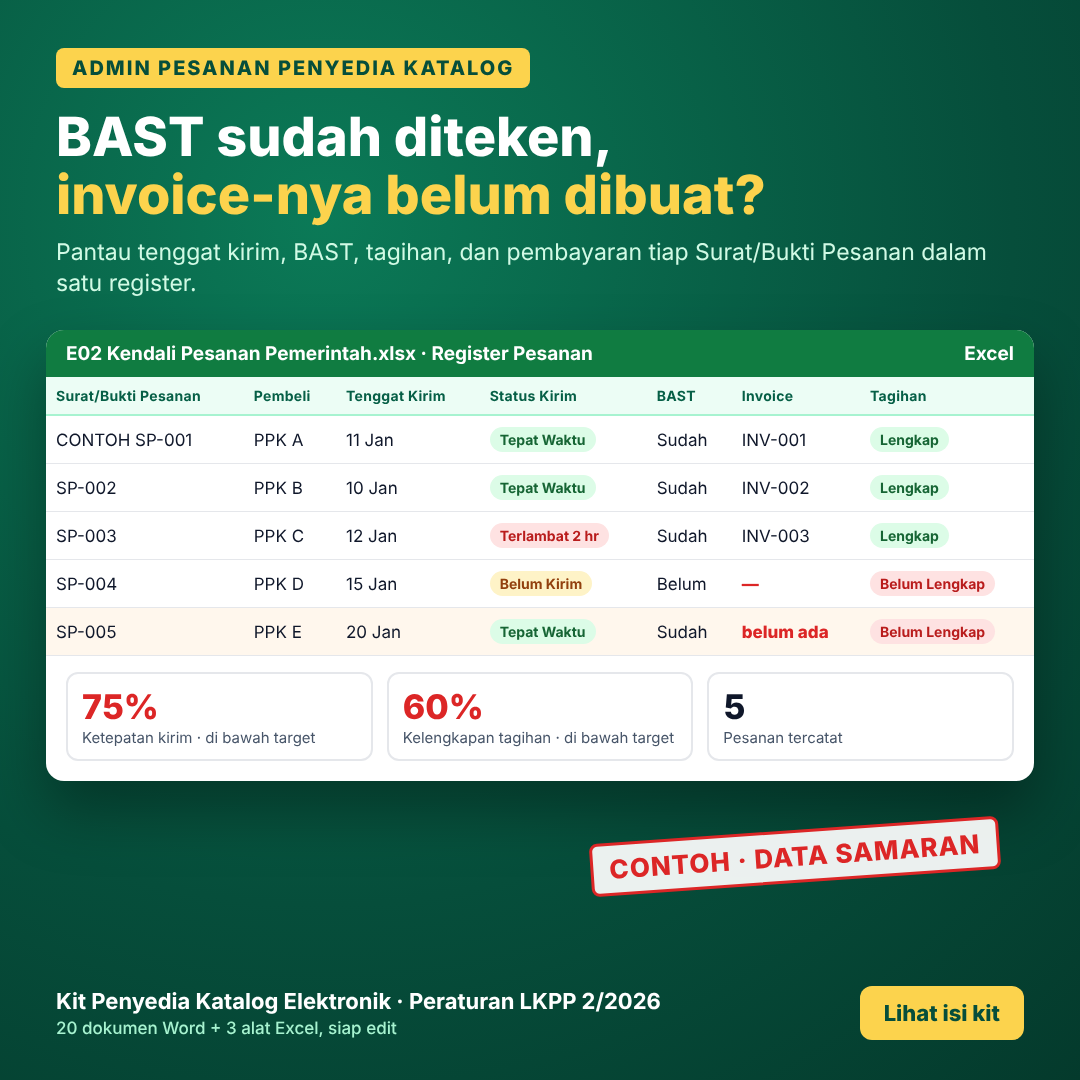 ADMIN PESANAN PENYEDIA KATALOG
BAST sudah diteken,
invoice-nya belum dibuat?
Pantau tenggat kirim, BAST, tagihan, dan pembayaran tiap Surat/Bukti Pesanan dalam
satu register.
E02 Kendali Pesanan Pemerintah.xlsx · Register Pesanan Excel
Surat/Bukti Pesanan Pembeli Tenggat Kirim Status Kirim BAST Invoice Tagihan
CONTOH SP-001 PPK A 11 Jan Tepat Waktu Sudah INV-001 Lengkap
SP-002 PPK B 10 Jan Tepat Waktu Sudah INV-002 Lengkap
SP-003 PPK C 12 Jan Terlambat 2 hr Sudah INV-003 Lengkap
SP-004 PPK D 15 Jan Belum Kirim Belum — Belum Lengkap
SP-005 PPK E 20 Jan Tepat Waktu Sudah belum ada Belum Lengkap
75% 60% 5
Ketepatan kirim · di bawah target Kelengkapan tagihan · di bawah target Pesanan tercatat
CONTOH · DATA SAMARAN
Kit Penyedia Katalog Elektronik · Peraturan LKPP 2/2026
20 dokumen Word + 3 alat Excel, siap edit
Lihat isi kit